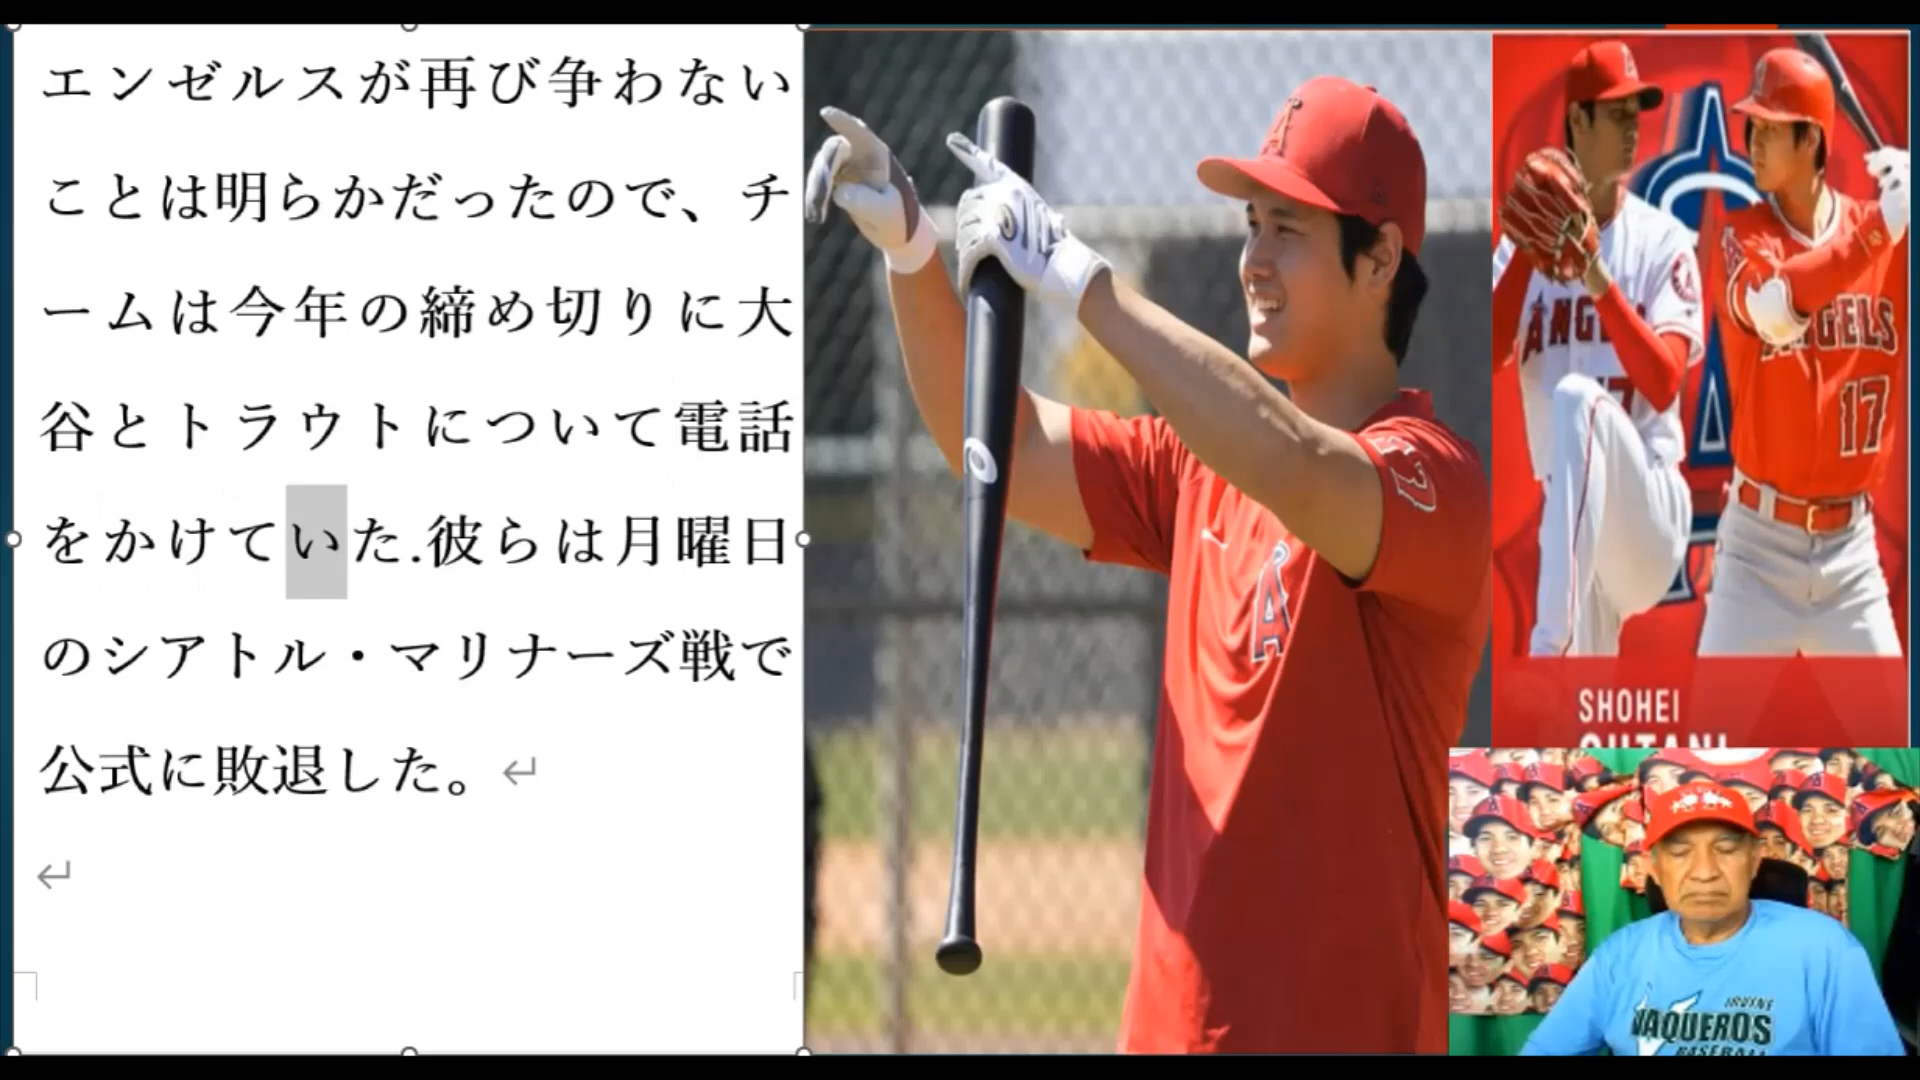 エンゼルスが再び争わない
ことは明らかだったので、チ
ームは今年の締め切りに大
谷とトラウトについて電話
をかけていた.彼らは月曜日
のシアトル・マリナーズ戦で
公式に敗退した。
17
A
ANGELS
17
SHOHEI
OHTANI
IRVINE
VAQUEROS
BASEBALL